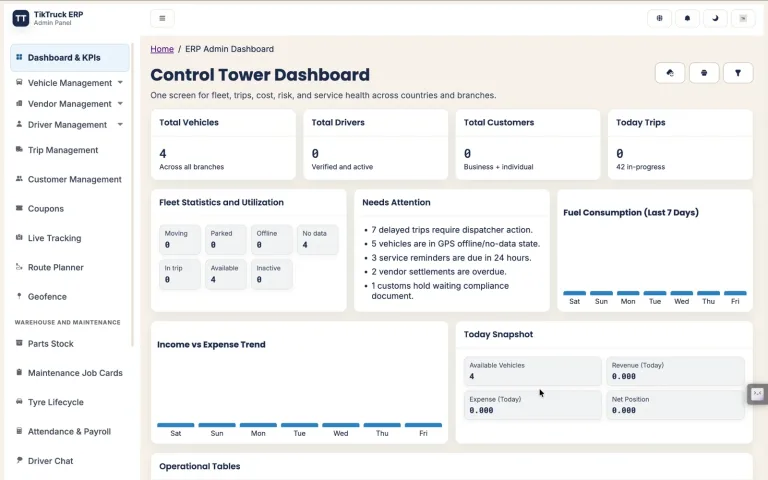 TT
TikTruck ERP
Admin Panel
Dashboard & KPIs
Vehicle Management
Vendor Management
Driver Management
Trip Management
Customer Management
Coupons
Live Tracking
Route Planner
Geofence
WAREHOUSE AND MAINTENANCE
Parts Stock
Maintenance Job Cards
Tyre Lifecycle
Attendance & Payroll
Driver Chat
Home / ERP Admin Dashboard
Control Tower Dashboard
One screen for fleet, trips, cost, risk, and service health across countries and branches.
Total Vehicles
4
Across all branches
Total Drivers
0
Verified and active
Total Customers
0
Business + individual
Today Trips
0
42 in-progress
Fleet Statistics and Utilization
Moving
0
Parked
0
Offline
0
No data
4
In trip
0
Available
4
Inactive
0
Needs Attention
• 7 delayed trips require dispatcher action.
• 5 vehicles are in GPS offline/no-data state.
• 3 service reminders are due in 24 hours.
• 2 vendor settlements are overdue.
• 1 customs hold waiting compliance
document.
Fuel Consumption (Last 7 Days)
Sat Sun Mon Tue Wed Thu Fri
Income vs Expense Trend
Sat Sun Mon Tue Wed Thu Fri
Today Snapshot
Available Vehicles
4
Revenue (Today)
0.000
Expense (Today)
0.000
Net Position
0.000
Operational Tables